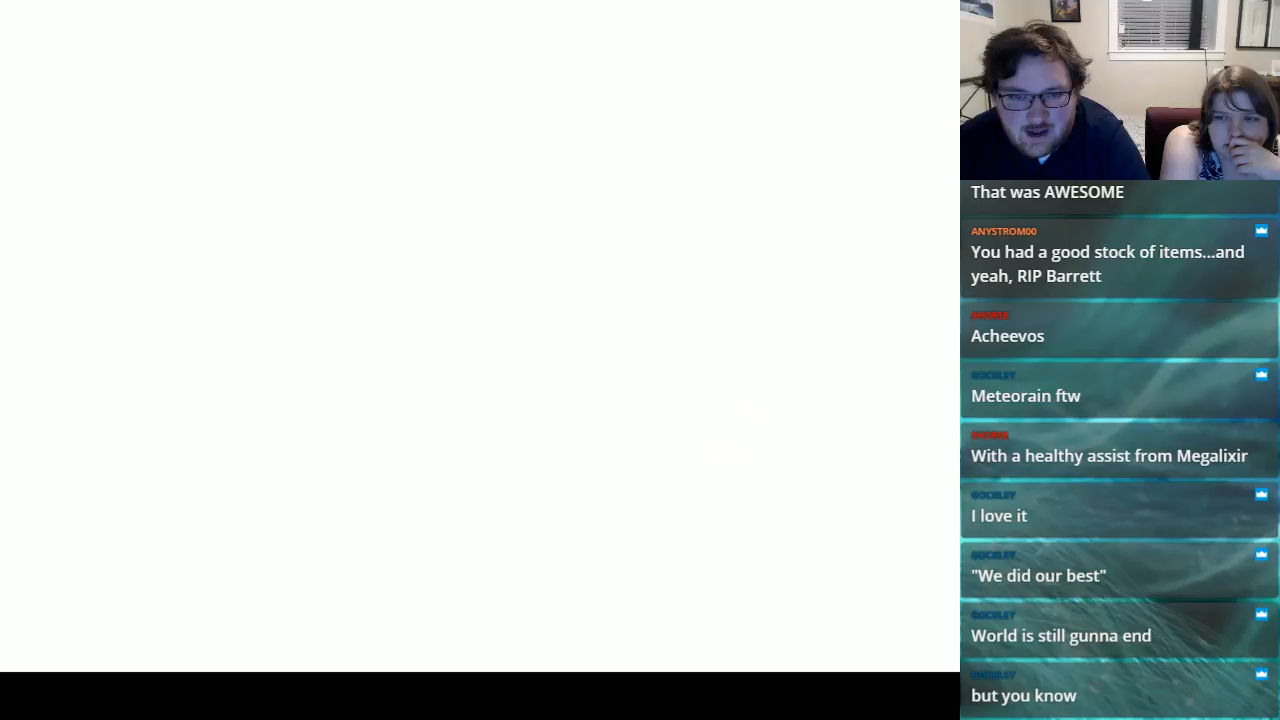 That was AWESOME
ANYSTROM00
You had a good stock of items...and
yeah, RIP Barrett
Acheevos
Meteorain ftw
With a healthy assist from Megalixir
I love it
"We did our best"
World is still gunna end
but you know